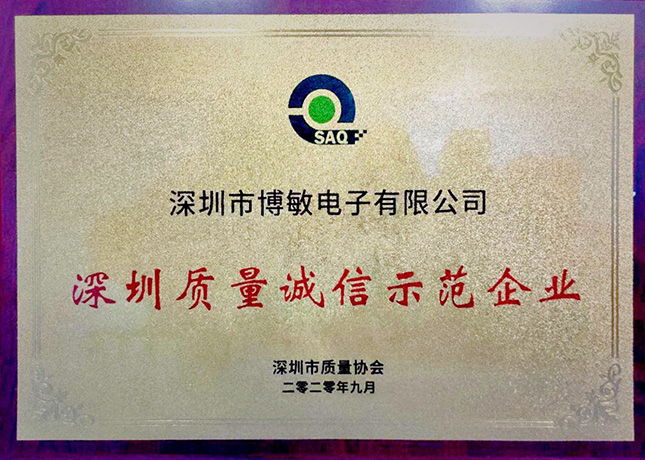 SAQ
深圳市博敏电子有限公司
深圳质量诚信示范企业
深圳市质量协会
二零二零年九月